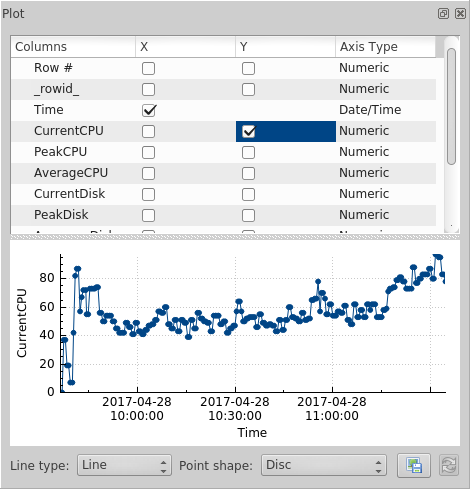 Plot
Columns X Y Axis Type
Row # Numeric
_rowid_ Numeric
Time Date/Time
CurrentCPU Numeric
PeakCPU Numeric
AverageCPU Numeric
CurrentDisk Numeric
PeakDisk Numeric
80
60
40
20
0
CurrentCPU
2017-04-28 2017-04-28 2017-04-28
10:00:00 10:30:00 11:00:00
Time
Line type: Line Point shape: Disc